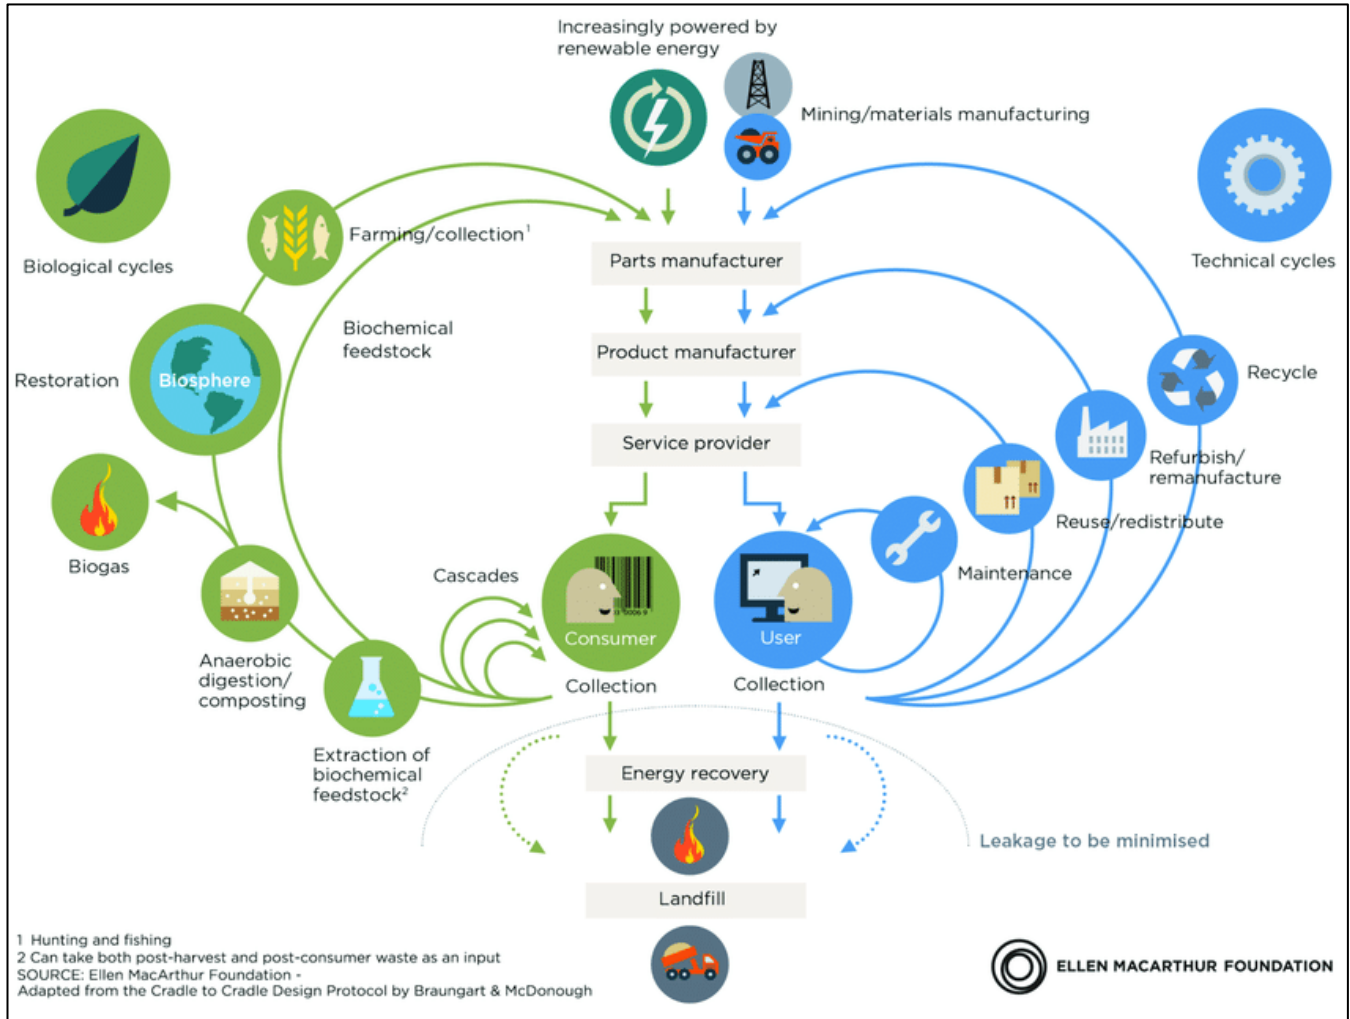 Increasingly powered by
renewable energy
Mining/materials manufacturing
Biological cycles
Technical cycles
Farming/collection¹
Parts manufacturer
Biochemical
feedstock
Product manufacturer
Restoration
Biosphere
Recycle
Service provider
Refurbish/
remanufacture
Reuse/redistribute
Biogas
Cascades
Maintenance
Consumer
User
Anaerobic
digestion/
composting
Collection
Collection
Extraction of
biochemical
feedstock²
Energy recovery
Leakage to be minimised
Landfill
1 Hunting and fishing
2 Can take both post-harvest and post-consumer waste as an input
SOURCE: Ellen MacArthur Foundation -
Adapted from the Cradle to Cradle Design Protocol by Braungart & McDonough
ELLEN MACARTHUR FOUNDATION